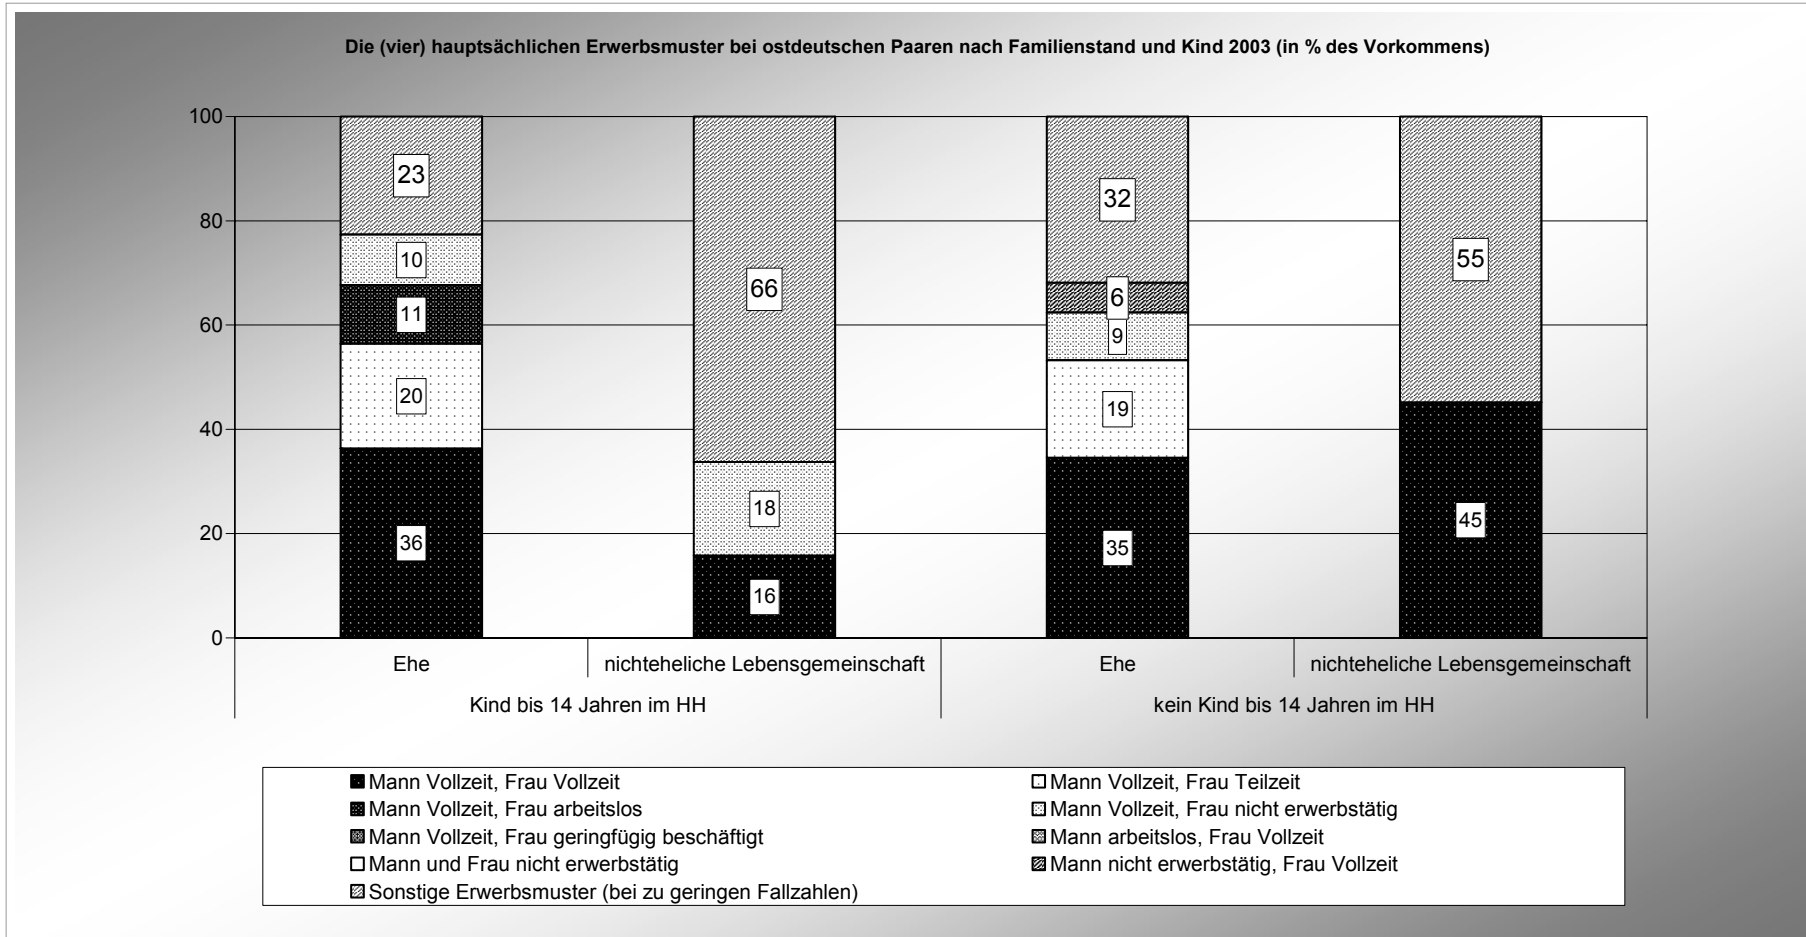 Die (vier) hauptsächlichen Erwerbsmuster bei ostdeutschen Paaren nach Familienstand und Kind 2003 (in % des Vorkommens)
100
80
60
40
20
0
23
10
11
20
36
66
18
16
32
6
9
19
35
55
45
Ehe
nichteheliche Lebensgemeinschaft
Ehe
nichteheliche Lebensgemeinschaft
Kind bis 14 Jahren im HH
kein Kind bis 14 Jahren im HH
Mann Vollzeit, Frau Vollzeit
Mann Vollzeit, Frau Teilzeit
Mann Vollzeit, Frau arbeitslos
Mann Vollzeit, Frau nicht erwerbstätig
Mann Vollzeit, Frau geringfügig beschäftigt
Mann arbeitslos, Frau Vollzeit
Mann und Frau nicht erwerbstätig
Mann nicht erwerbstätig, Frau Vollzeit
Sonstige Erwerbsmuster (bei zu geringen Fallzahlen)